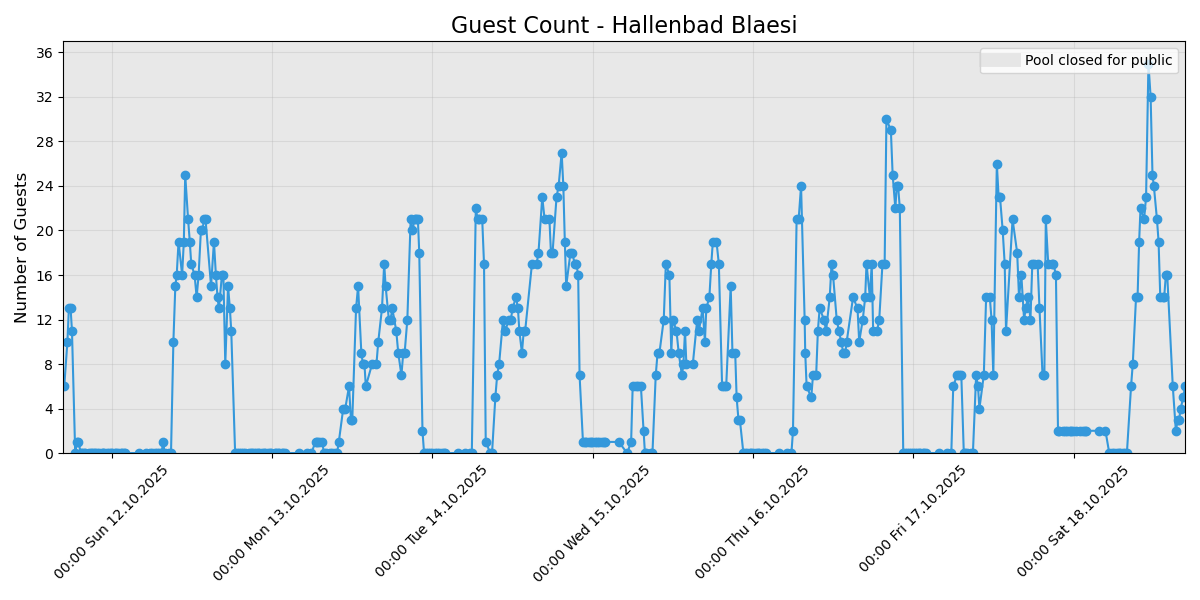 Guest Count - Hallenbad Blaesi
Pool closed for public
Number of Guests
36
32
28
24
20
16
12
8
4
0
00:00 Sun 12.10.2025
00:00 Mon 13.10.2025
00:00 Tue 14.10.2025
00:00 Wed 15.10.2025
00:00 Thu 16.10.2025
00:00 Fri 17.10.2025
00:00 Sat 18.10.2025